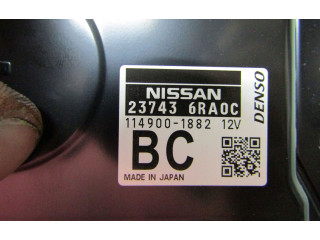 NISSAN
23743 6RA0C
114900-1882 12V
BC
MADE IN JAPAN
DENSO